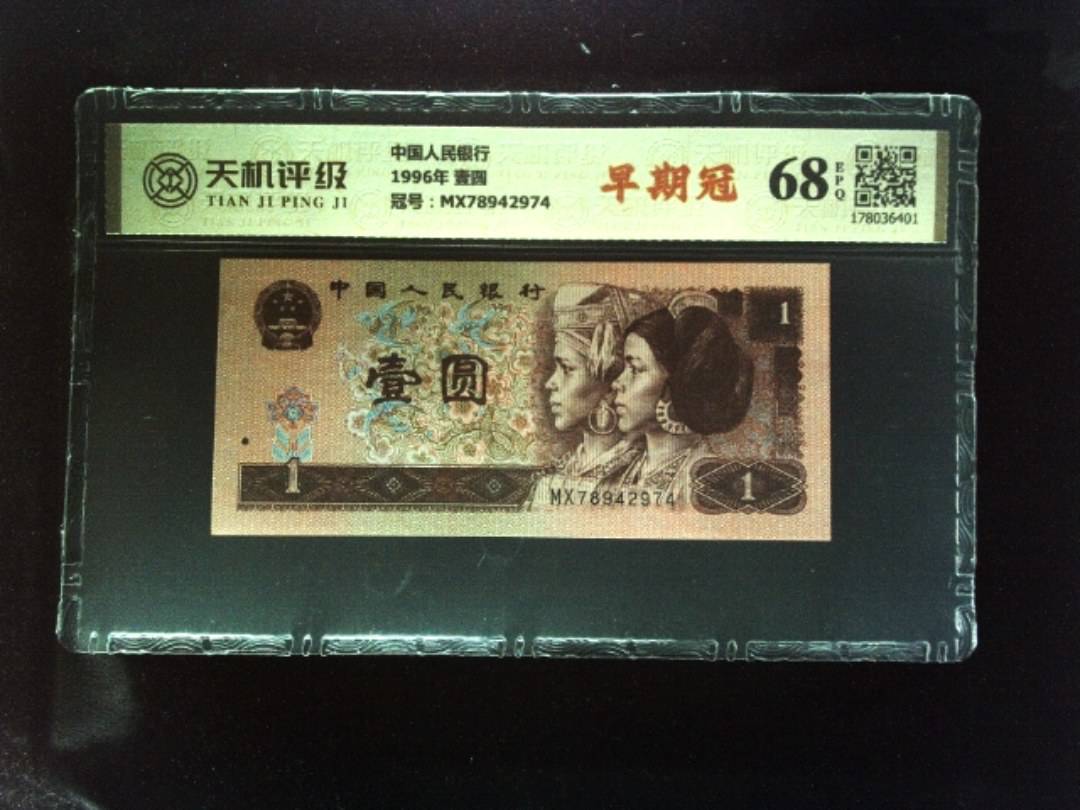 天机评级
TIAN JI PING JI
中国人民银行
1996年 壹圆
冠号：MX78942974
早期冠
68
EPQ
178036401
中国人民银行
1
壹圆
1
MX78942974
1